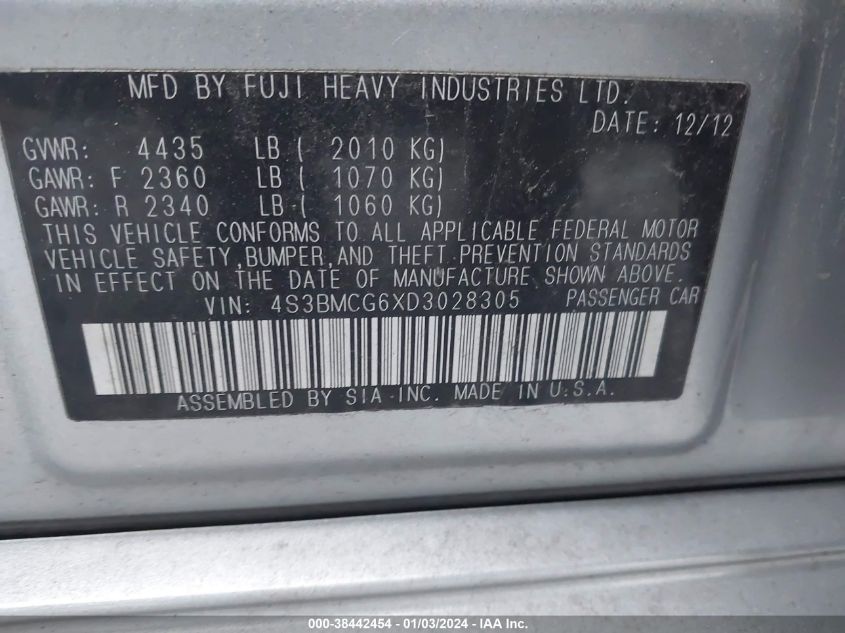 MFD BY FUJI HEAVY INDUSTRIES LTD.
DATE: 12/12
GVWR: 4435 LB ( 2010 KG)
GAWR: F 2360 LB ( 1070 KG)
GAWR: R 2340 LB ( 1060 KG)
THIS VEHICLE CONFORMS TO ALL APPLICABLE FEDERAL MOTOR
VEHICLE SAFETY,BUMPER,AND THEFT PREVENTION STANDARDS
IN EFFECT ON THE DATE OF MANUFACTURE SHOWN ABOVE.
VIN: 4S3BMCG6XD3028305 PASSENGER CAR
ASSEMBLED BY SIA INC. MADE IN U.S.A.
000-38442454 - 01/03/2024 - IAA Inc.